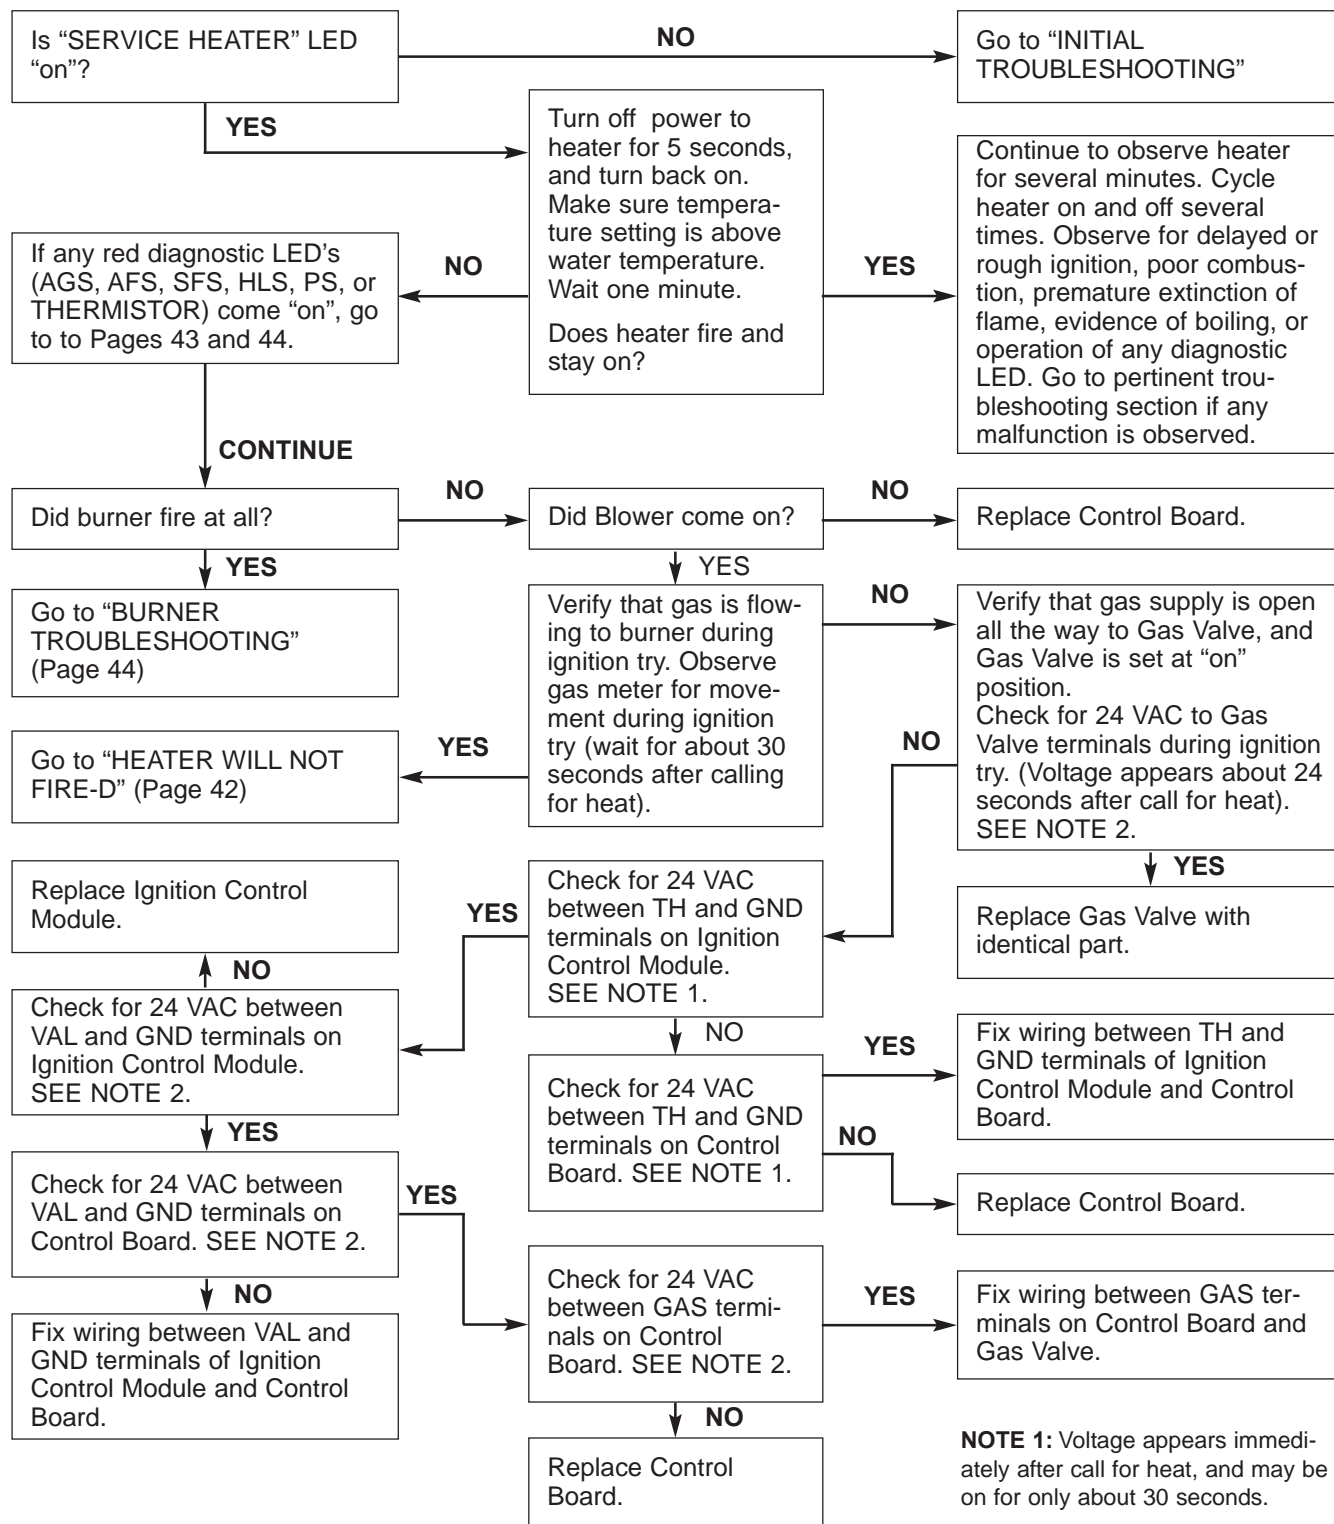 Is “SERVICE HEATER” LED
“on”?
NO
Go to “INITIAL
TROUBLESHOOTING”
YES
Turn off  power to
heater for 5 seconds,
and turn back on.
Make sure tempera-
ture setting is above
water temperature.
Wait one minute.
Does heater fire and
stay on?
YES
Continue to observe heater
for several minutes. Cycle
heater on and off several
times. Observe for delayed or
rough ignition, poor combus-
tion, premature extinction of
flame, evidence of boiling, or
operation of any diagnostic
LED. Go to pertinent trou-
bleshooting section if any
malfunction is observed.
NO
If any red diagnostic LED's
(AGS, AFS, SFS, HLS, PS, or
THERMISTOR) come “on”, go
to to Pages 43 and 44.
CONTINUE
Did burner fire at all?
NO
Did Blower come on?
NO
Replace Control Board.
YES
Go to “BURNER
TROUBLESHOOTING”
(Page 44)
YES
Verify that gas is flow-
ing to burner during
ignition try. Observe
gas meter for move-
ment during ignition
try (wait for about 30
seconds after calling
for heat).
NO
Verify that gas supply is open
all the way to Gas Valve, and
Gas Valve is set at “on”
position.
Check for 24 VAC to Gas
Valve terminals during ignition
try. (Voltage appears about 24
seconds after call for heat).
SEE NOTE 2.
YES
Go to “HEATER WILL NOT
FIRE-D” (Page 42)
NO
YES
Replace Gas Valve with
identical part.
Check for 24 VAC
between TH and GND
terminals on Ignition
Control Module.
SEE NOTE 1.
YES
Replace Ignition Control
Module.
NO
Check for 24 VAC between
VAL and GND terminals on
Ignition Control Module.
SEE NOTE 2.
NO
Check for 24 VAC
between TH and GND
terminals on Control
Board. SEE NOTE 1.
YES
Fix wiring between TH and
GND terminals of Ignition
Control Module and Control
Board.
NO
Replace Control Board.
YES
Check for 24 VAC between
VAL and GND terminals on
Control Board. SEE NOTE 2.
YES
Check for 24 VAC
between GAS termi-
nals on Control
Board. SEE NOTE 2.
YES
Fix wiring between GAS ter-
minals on Control Board and
Gas Valve.
NO
Fix wiring between VAL and
GND terminals of Ignition
Control Module and Control
Board.
NO
Replace Control
Board.
NOTE 1: Voltage appears immedi-
ately after call for heat, and may be
on for only about 30 seconds.